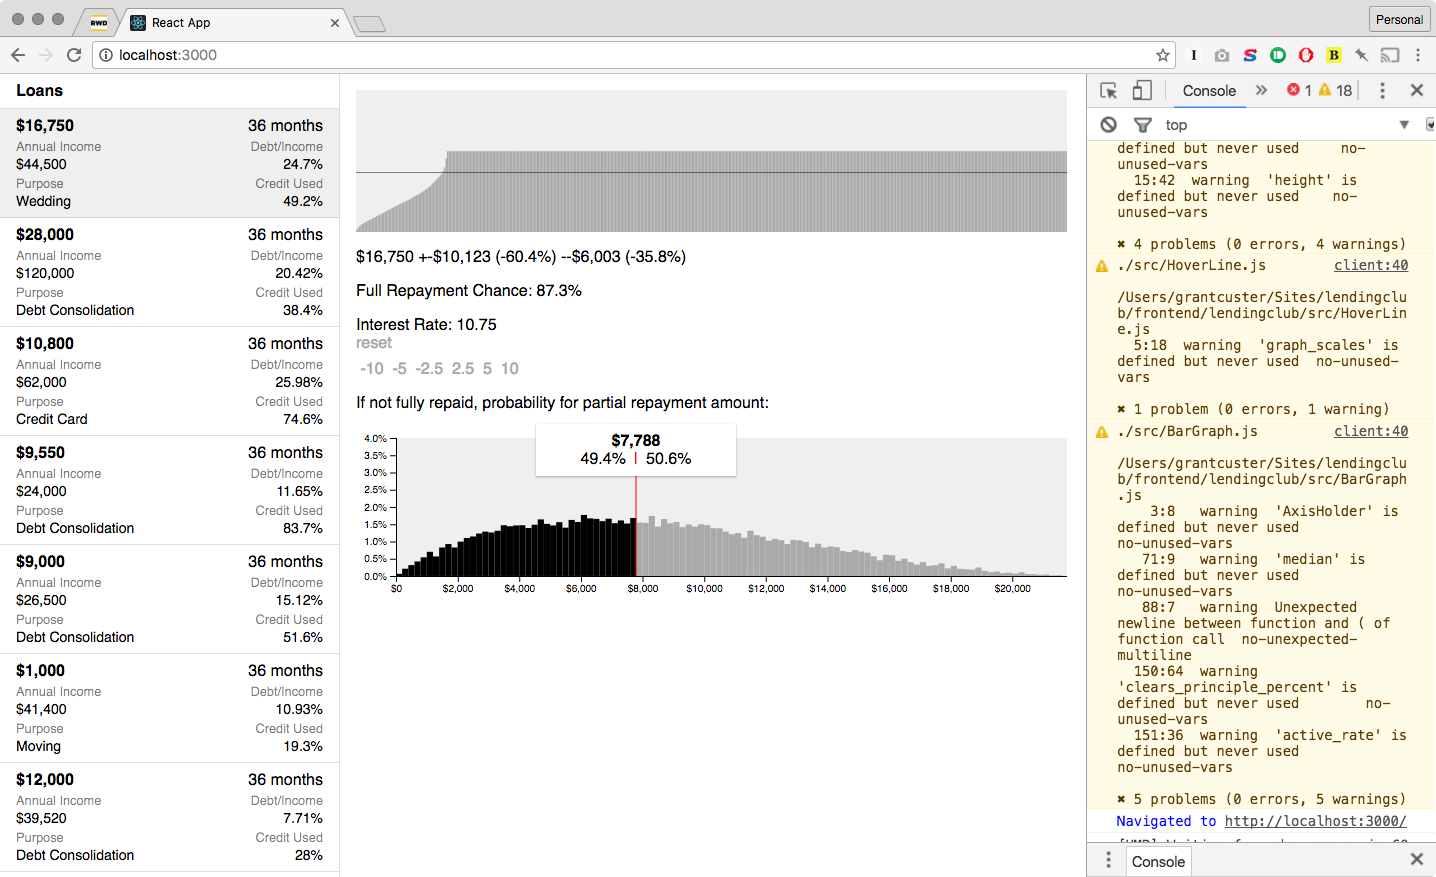 RWD
React App
Personal
localhost:3000
Loans
$16,750 36 months
Annual Income Debt/Income
$44,500 24.7%
Purpose Credit Used
Wedding 49.2%
$28,000 36 months
Annual Income Debt/Income
$120,000 20.42%
Purpose Credit Used
Debt Consolidation 38.4%
$10,800 36 months
Annual Income Debt/Income
$62,000 25.98%
Purpose Credit Used
Credit Card 74.6%
$9,550 36 months
Annual Income Debt/Income
$24,000 11.65%
Purpose Credit Used
Debt Consolidation 83.7%
$9,000 36 months
Annual Income Debt/Income
$26,500 15.12%
Purpose Credit Used
Debt Consolidation 51.6%
$1,000 36 months
Annual Income Debt/Income
$41,400 10.93%
Purpose Credit Used
Moving 19.3%
$12,000 36 months
Annual Income Debt/Income
$39,520 7.71%
Purpose Credit Used
Debt Consolidation 28%
$16,750 +-$10,123 (-60.4%) --$6,003 (-35.8%)
Full Repayment Chance: 87.3%
Interest Rate: 10.75
reset
-10 -5 -2.5 2.5 5 10
If not fully repaid, probability for partial repayment amount:
$7,788
49.4% | 50.6%
4.0%
3.5%
3.0%
2.5%
2.0%
1.5%
1.0%
0.5%
0.0%
$0 $2,000 $4,000 $6,000 $8,000 $10,000 $12,000 $14,000 $16,000 $18,000 $20,000
Console » 1 18
top
defined but never used no-
unused-vars
15:42 warning 'height' is
defined but never used no-
unused-vars
✖ 4 problems (0 errors, 4 warnings)
./src/HoverLine.js client:40
/Users/grantcuster/Sites/lendingclu
b/frontend/lendingclub/src/HoverLin
e.js
5:18 warning 'graph_scales' is
defined but never used no-unused-
vars
✖ 1 problem (0 errors, 1 warning)
./src/BarGraph.js client:40
/Users/grantcuster/Sites/lendingclu
b/frontend/lendingclub/src/BarGraph
.js
3:8 warning 'AxisHolder' is
defined but never used
no-unused-vars
71:9 warning 'median' is
defined but never used
no-unused-vars
88:7 warning Unexpected
newline between function and ( of
function call no-unexpected-
multiline
150:64 warning
'clears_principle_percent' is
defined but never used no-
unused-vars
151:36 warning 'active_rate' is
defined but never used
no-unused-vars
✖ 5 problems (0 errors, 5 warnings)
Navigated to http://localhost:3000/
Console